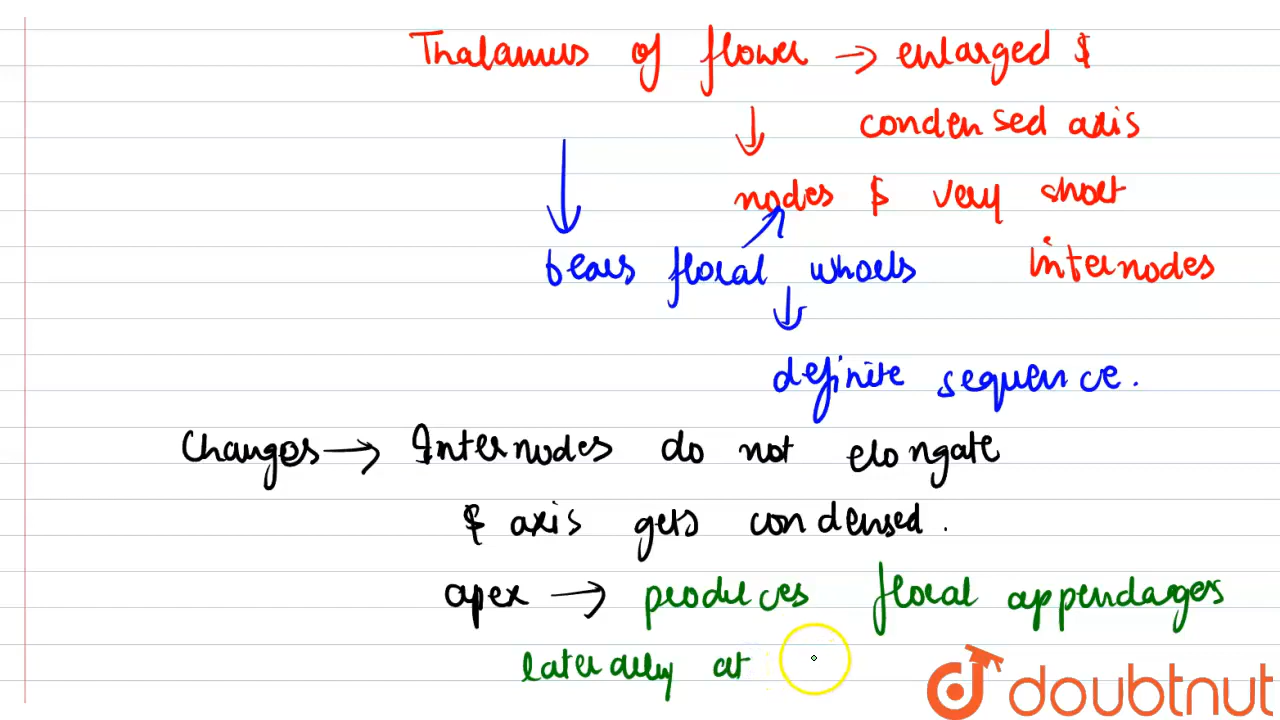 Thalamus of flower → enlarged &
condensed axis
nodes & very short
internodes
bears floral whorls
definite sequence.
Changes → Internodes do not elongate
& axis gets condensed.
apex → produces floral appendages
laterally at
doubtnut